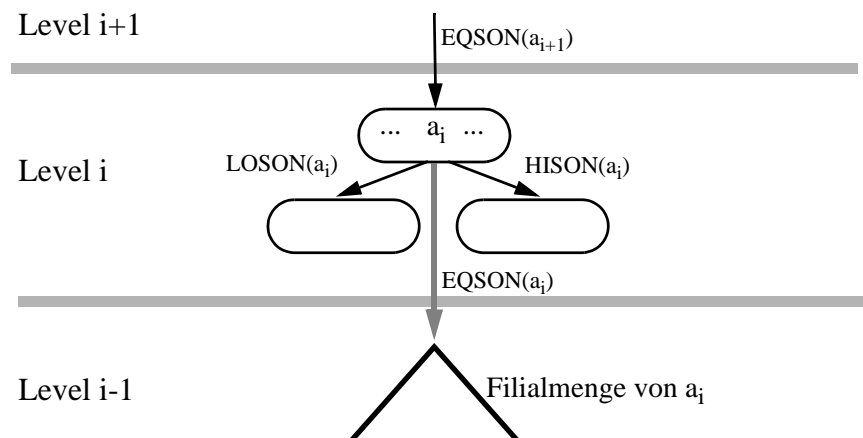 Level i+1
EQSON(a_{i+1})
... a_i ...
LOSON(a_i)
HISON(a_i)
Level i
EQSON(a_i)
Level i-1
Filialmenge von a_i